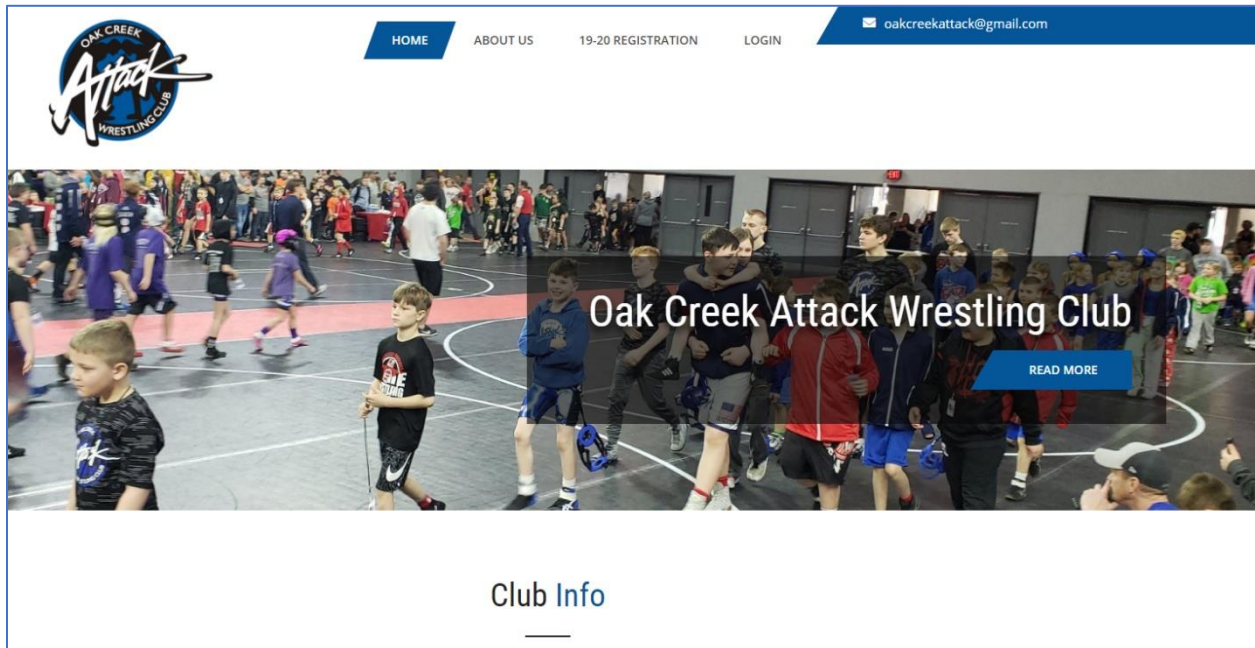 OAK CREEK
Attack
WRESTLING CLUB
HOME
ABOUT US
19-20 REGISTRATION
LOGIN
oakcreekattack@gmail.com
EXIT
Oak Creek Attack Wrestling Club
READ MORE
Club Info